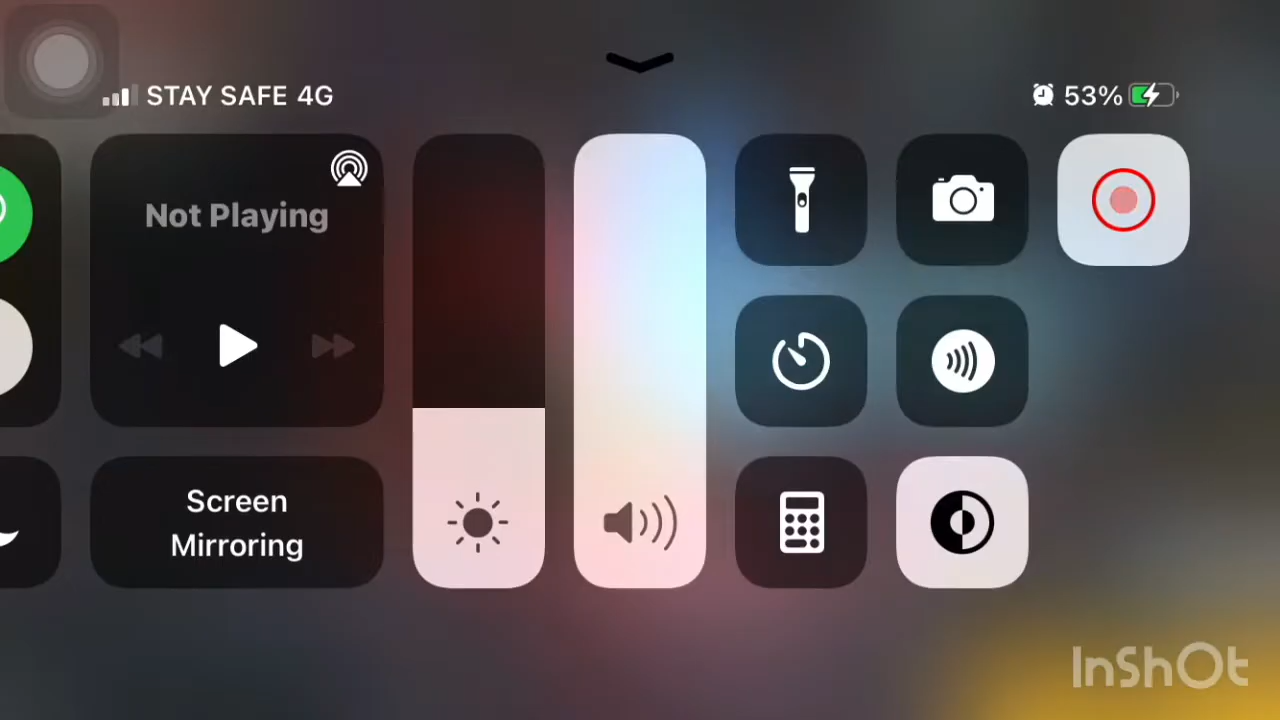 STAY SAFE 4G
53%
Not Playing
Screen
Mirroring
InShOt